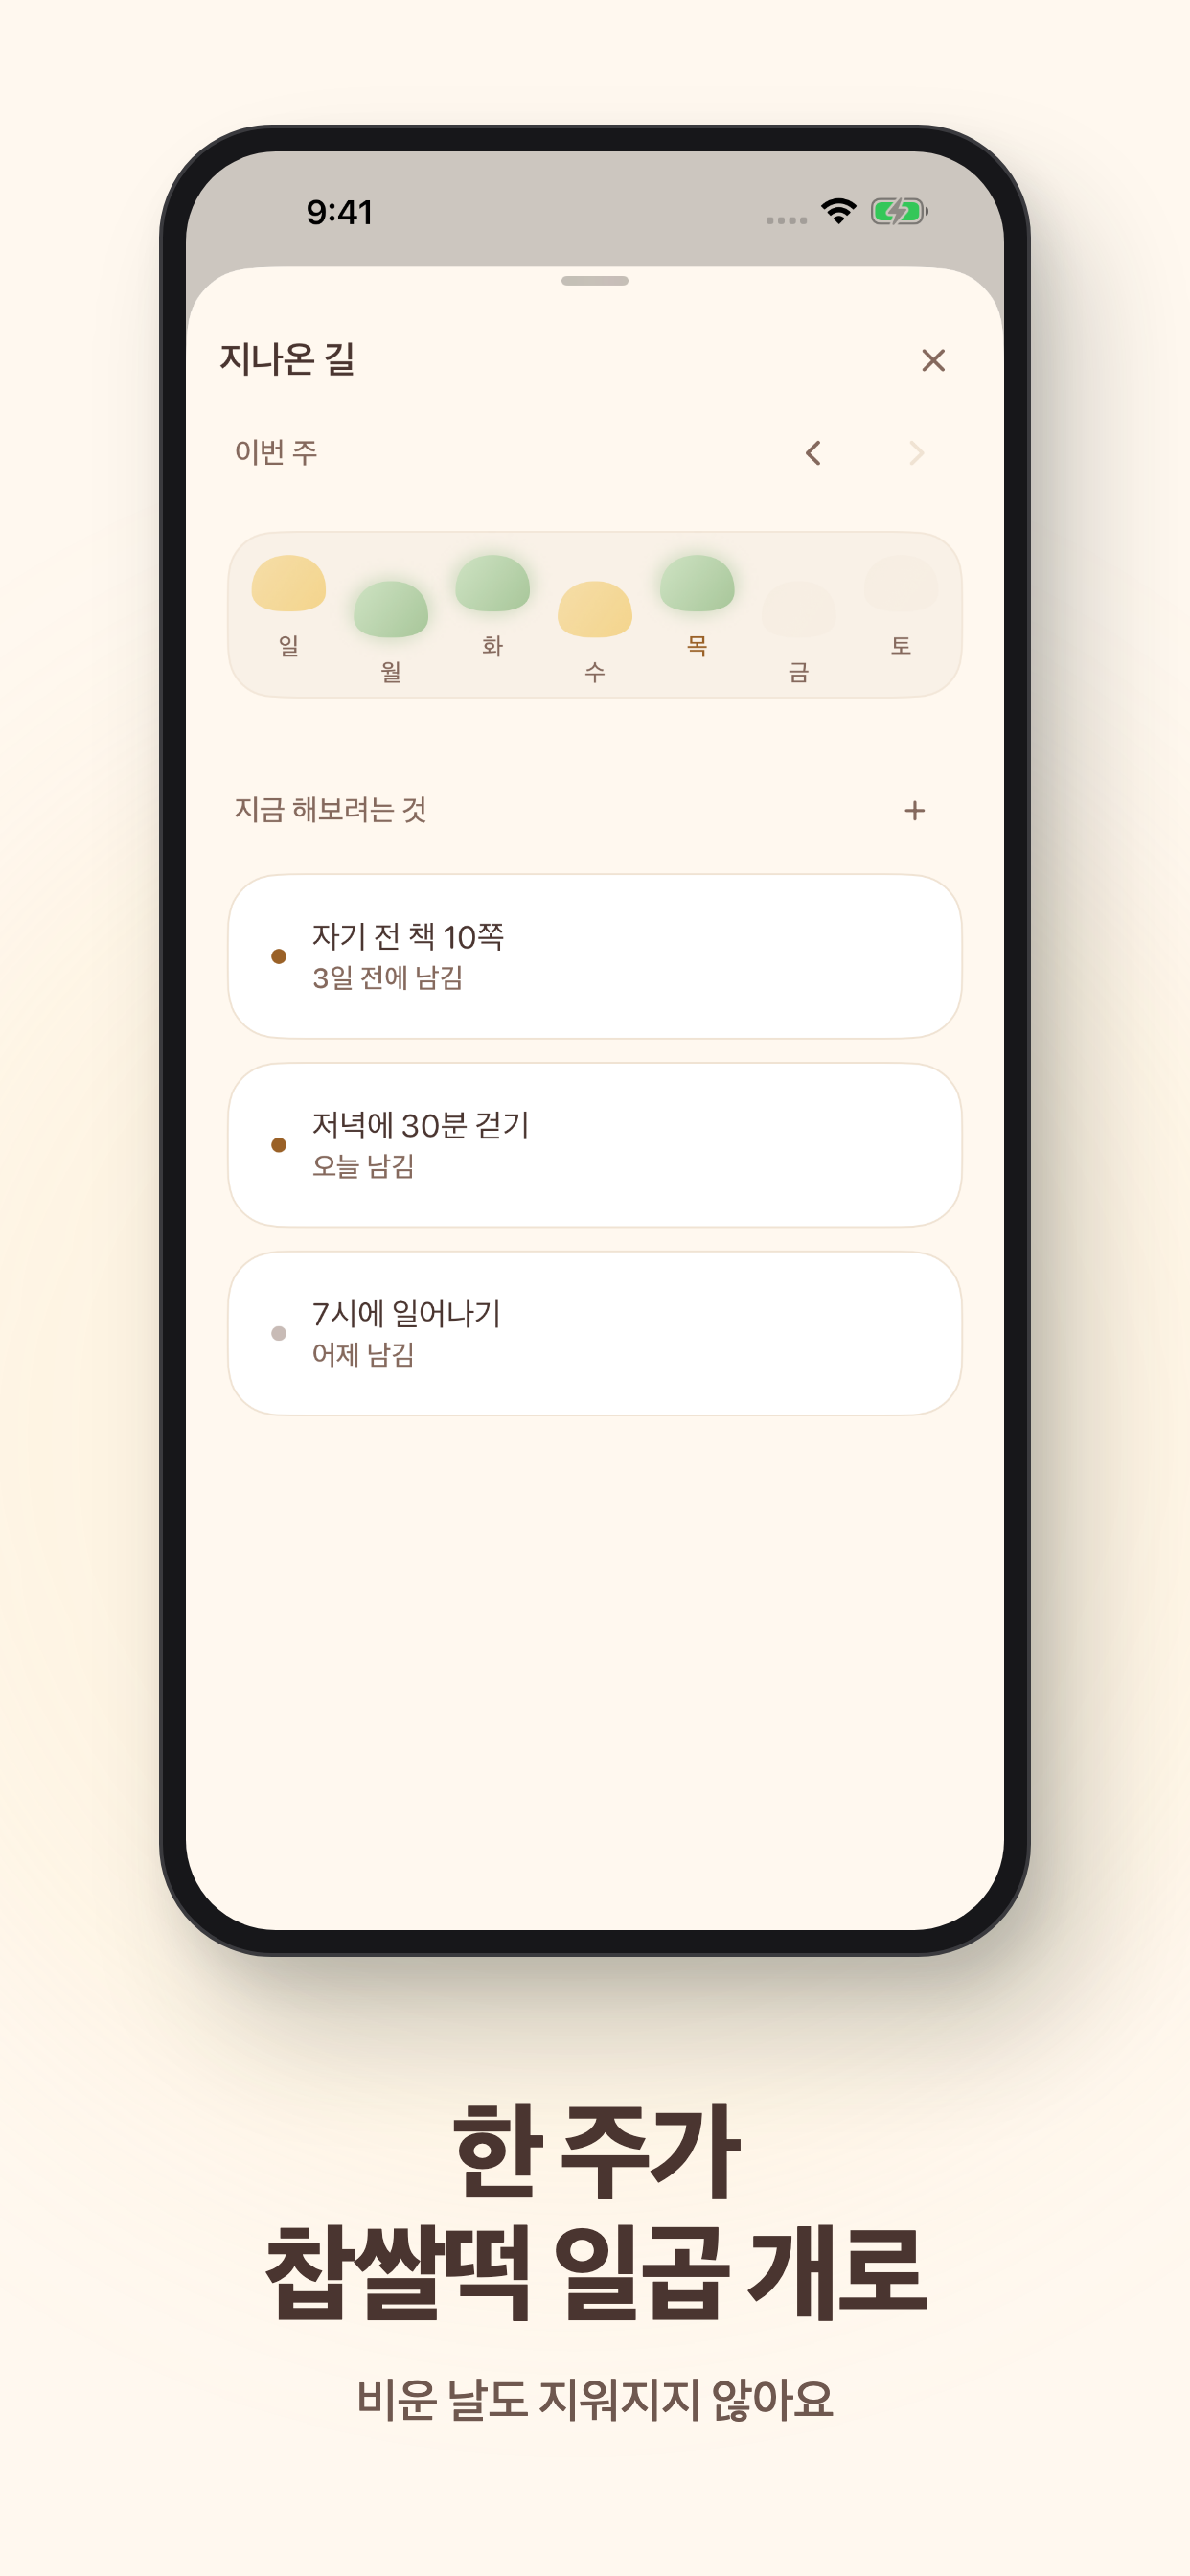 9:41
지나온 길
이번 주
일 월 화 수 목 금 토
지금 해보려는 것
자기 전 책 10쪽
3일 전에 남김
저녁에 30분 걷기
오늘 남김
7시에 일어나기
어제 남김
한 주가
찹쌀떡 일곱 개로
비운 날도 지워지지 않아요